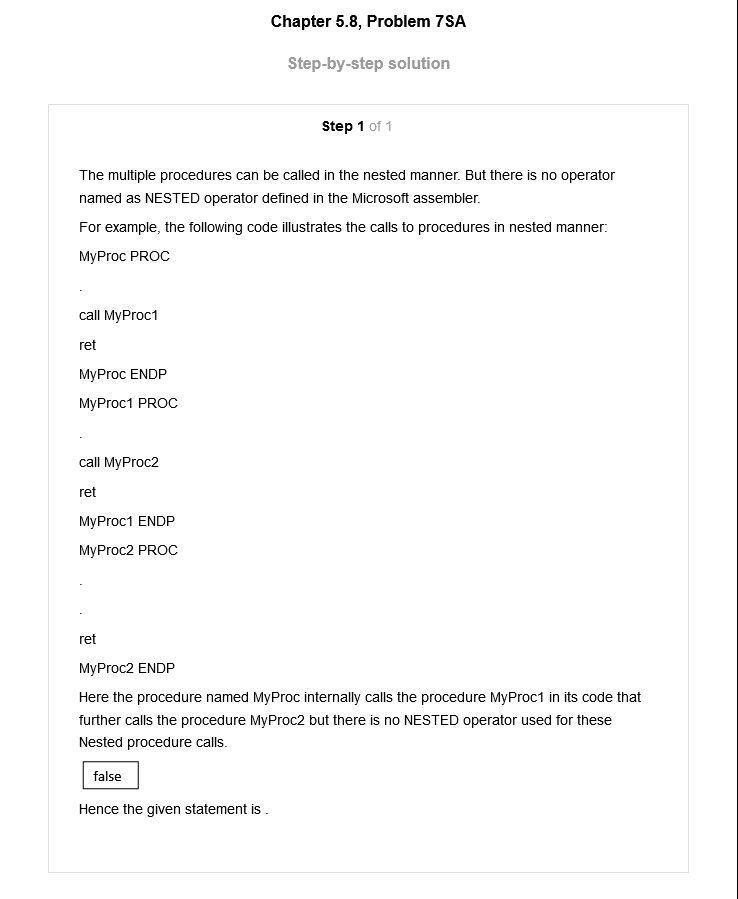 Chapter 5.8, Problem 7SA
Step-by-step solution
Step 1 of 1
The multiple procedures can be called in the nested manner. But there is no operator
named as NESTED operator defined in the Microsoft assembler.
For example, the following code illustrates the calls to procedures in nested manner:
MyProc PROC
.
call MyProc1
ret
MyProc ENDP
MyProc1 PROC
.
call MyProc2
ret
MyProc1 ENDP
MyProc2 PROC
.
.
ret
MyProc2 ENDP
Here the procedure named MyProc internally calls the procedure MyProc1 in its code that
further calls the procedure MyProc2 but there is no NESTED operator used for these
Nested procedure calls.
false
Hence the given statement is .